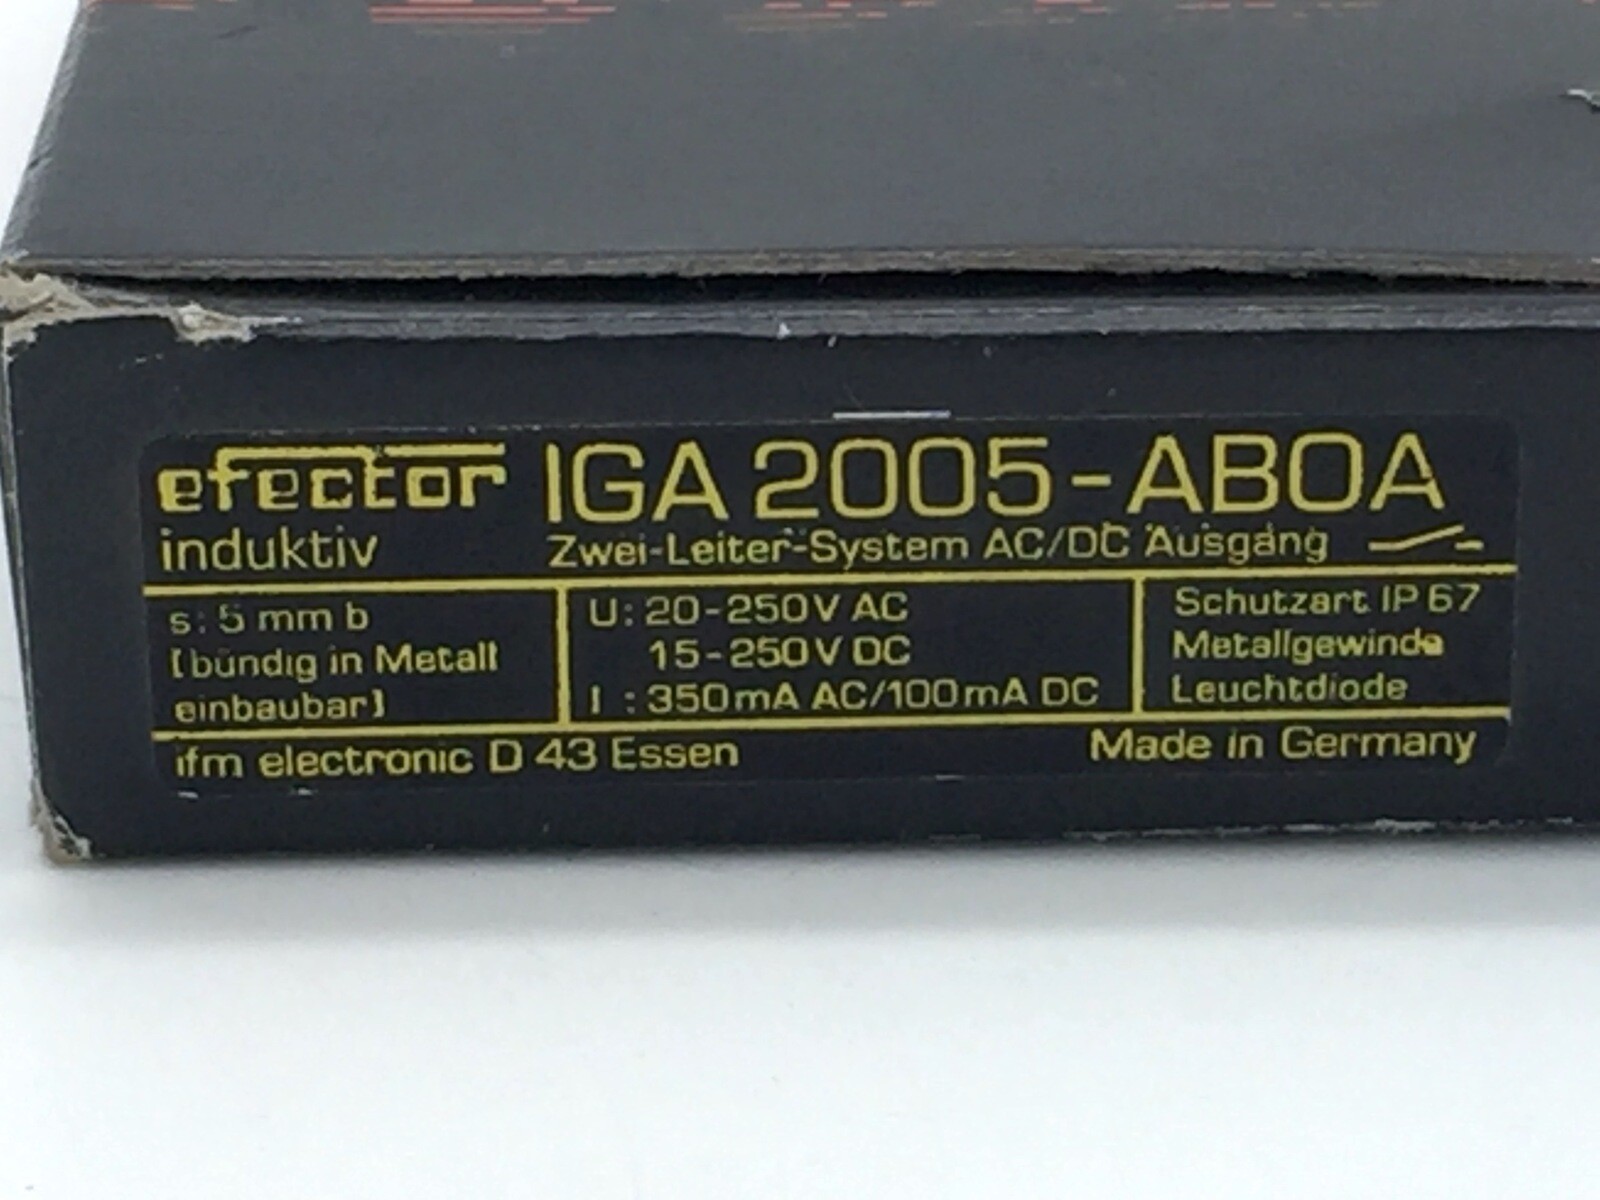 efector IGA 2005-ABOA
induktiv Zwei-Leiter-System AC/DC Ausgang
s: 5 mm b
[bündig in Metall
einbaubar]
U: 20-250V AC
15-250V DC
I : 350mA AC/100mA DC
Schutzart IP 67
Metallgewinde
Leuchtdiode
ifm electronic D 43 Essen Made in Germany